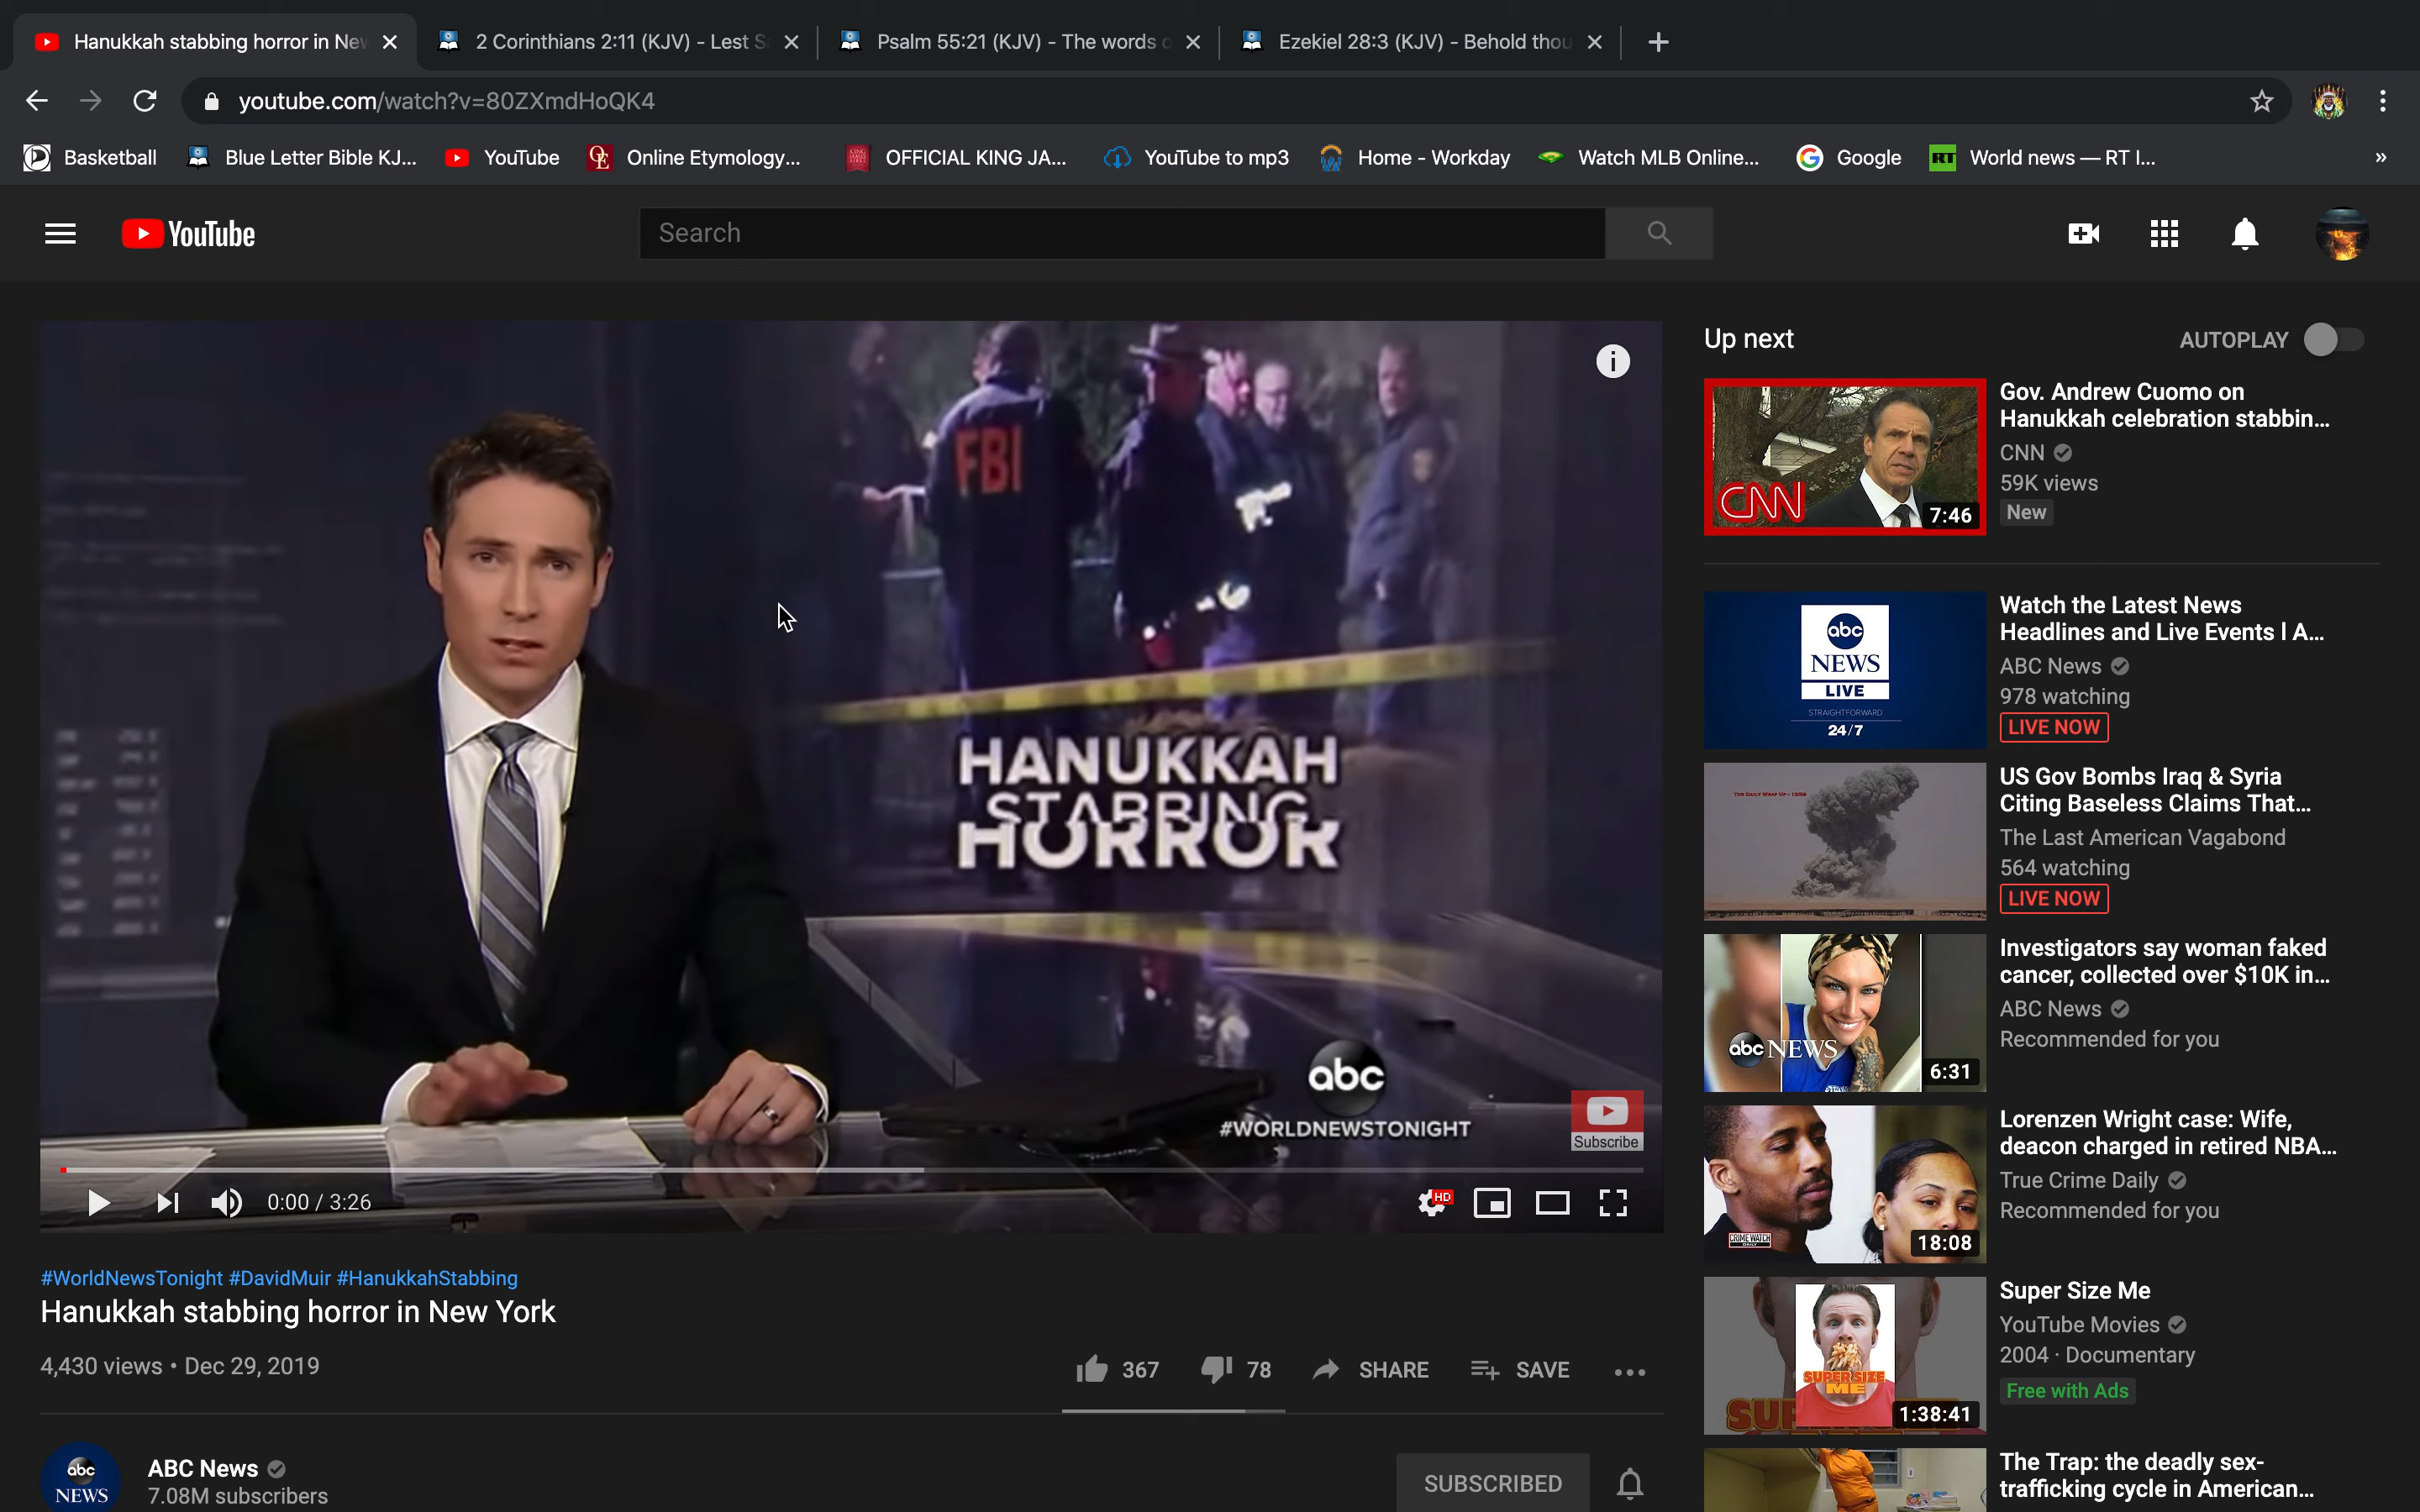 Hanukkah stabbing horror in Nev
2 Corinthians 2:11 (KJV) - Lest S
Psalm 55:21 (KJV) - The words o
Ezekiel 28:3 (KJV) - Behold thou
youtube.com/watch?v=80ZXmdHoQK4
Basketball
Blue Letter Bible KJ...
YouTube
Online Etymology...
OFFICIAL KING JA...
YouTube to mp3
Home - Workday
Watch MLB Online...
Google
RT
World news — RT I...
YouTube
Search
FBI
HANUKKAH
STABBING
HORROR
abc
#WORLDNEWSTONIGHT
Subscribe
0:00 / 3:26
HD
#WorldNewsTonight #DavidMuir #HanukkahStabbing
Hanukkah stabbing horror in New York
4,430 views • Dec 29, 2019
367
78
SHARE
SAVE
abc
NEWS
ABC News
7.08M subscribers
SUBSCRIBED
Up next
AUTOPLAY
CNN
7:46
Gov. Andrew Cuomo on
Hanukkah celebration stabbin...
CNN
59K views
New
abc
NEWS
LIVE
STRAIGHTFORWARD
24/7
Watch the Latest News
Headlines and Live Events l A...
ABC News
978 watching
LIVE NOW
US Gov Bombs Iraq & Syria
Citing Baseless Claims That...
The Last American Vagabond
564 watching
LIVE NOW
abc NEWS
6:31
Investigators say woman faked
cancer, collected over $10K in...
ABC News
Recommended for you
CRIME WATCH
DAILY
18:08
Lorenzen Wright case: Wife,
deacon charged in retired NBA...
True Crime Daily
Recommended for you
SUPER SIZE
ME
1:38:41
Super Size Me
YouTube Movies
2004 · Documentary
Free with Ads
The Trap: the deadly sex-
trafficking cycle in American...